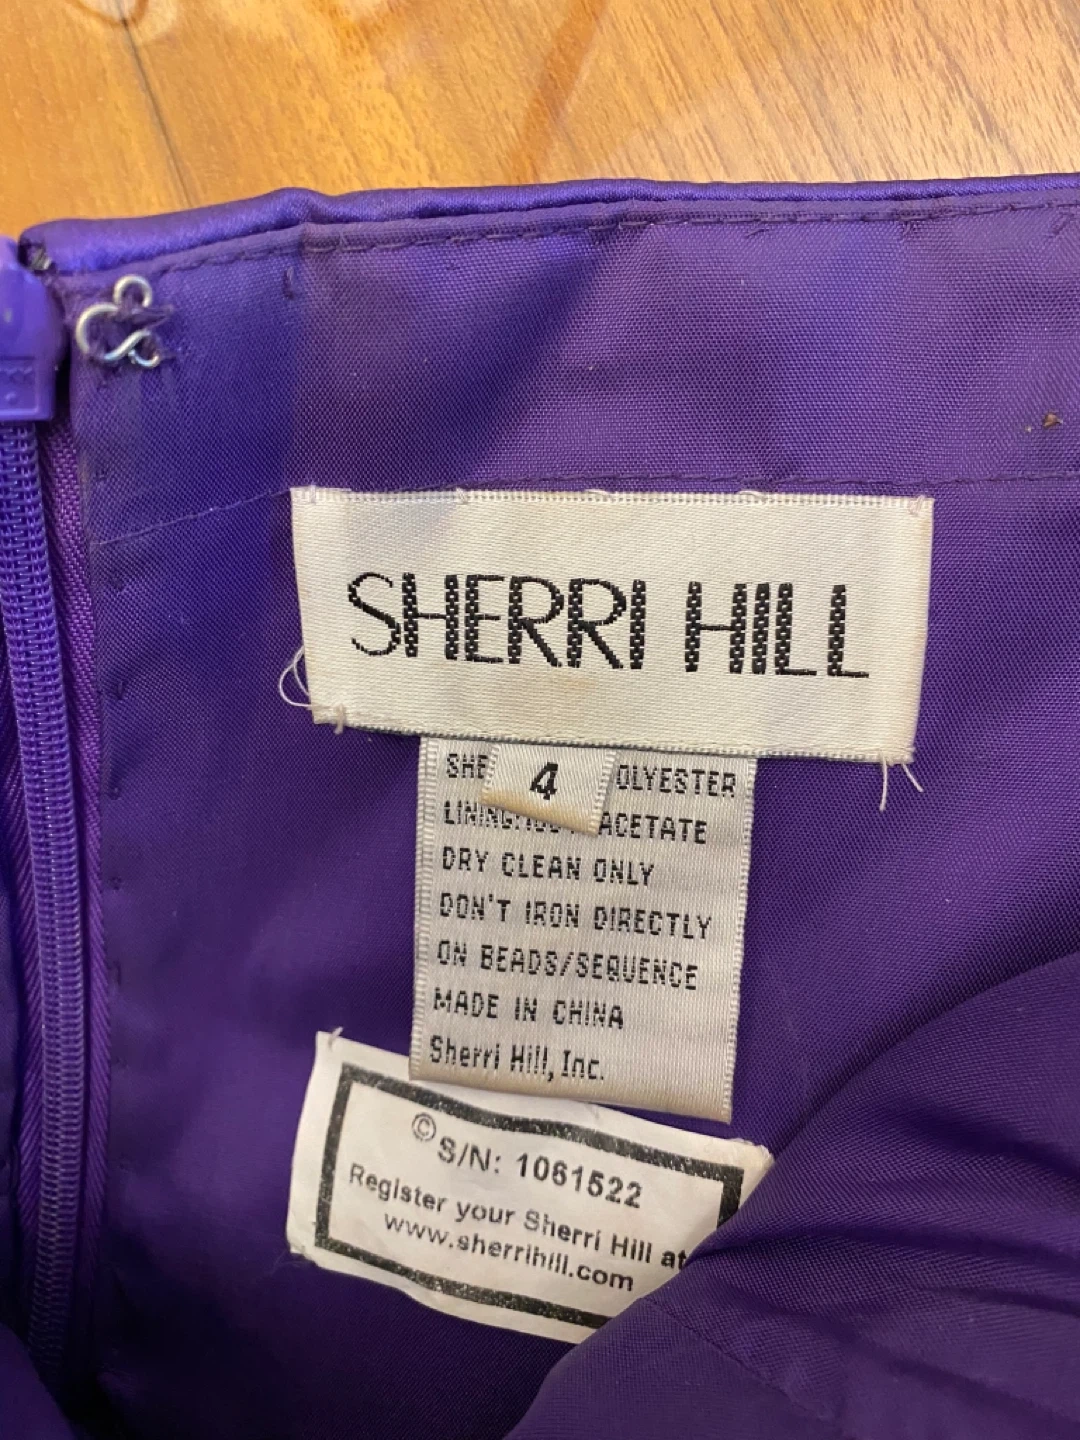 SHERRI HILL
4
OLYESTER
LINING: ACETATE
DRY CLEAN ONLY
DON'T IRON DIRECTLY
ON BEADS/SEQUENCE
MADE IN CHINA
Sherri Hill, Inc.
© S/N: 1061522
Register your Sherri Hill at
www.sherrihill.com